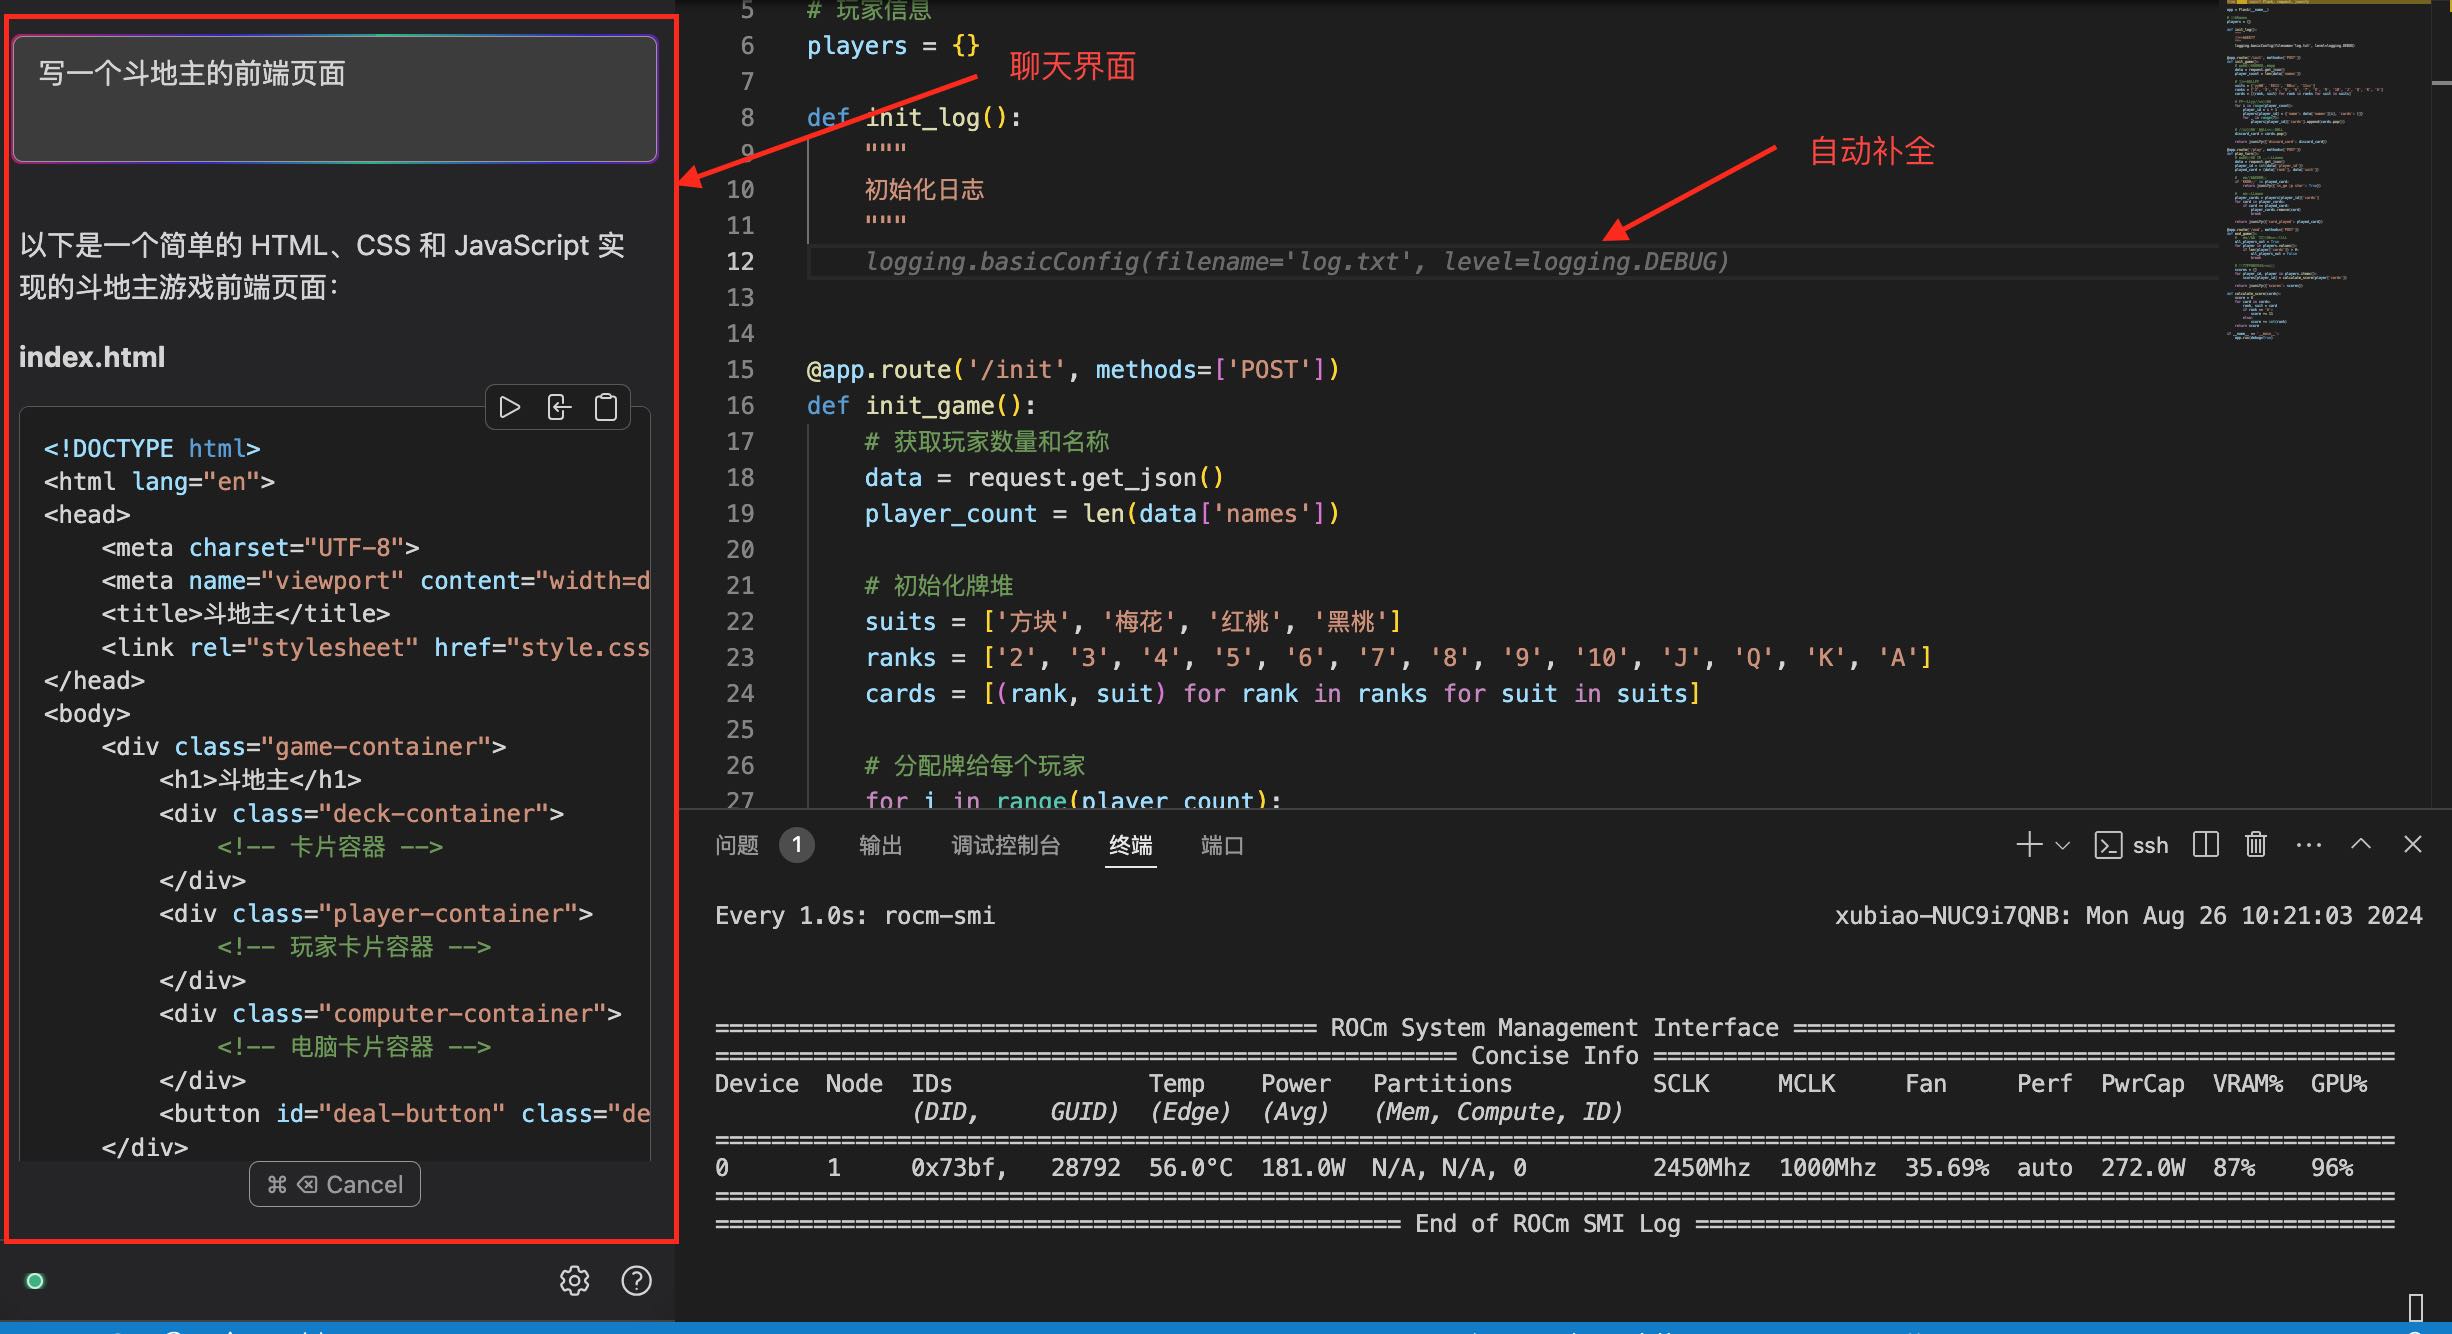 写一个斗地主的前端页面
以下是一个简单的 HTML、CSS 和 JavaScript 实
现的斗地主游戏前端页面：
index.html
<!DOCTYPE html>
<html lang="en">
<head>
    <meta charset="UTF-8">
    <meta name="viewport" content="width=d
    <title>斗地主</title>
    <link rel="stylesheet" href="style.css
</head>
<body>
    <div class="game-container">
        <h1>斗地主</h1>
        <div class="deck-container">
            <!-- 卡片容器 -->
        </div>
        <div class="player-container">
            <!-- 玩家卡片容器 -->
        </div>
        <div class="computer-container">
            <!-- 电脑卡片容器 -->
        </div>
        <button id="deal-button" class="de
    </div>
⌘ ⌫ Cancel
聊天界面
自动补全
5 # 玩家信息
6 players = {}
7
8 def init_log():
9     """
10     初始化日志
11     """
12     logging.basicConfig(filename='log.txt', level=logging.DEBUG)
13
14
15 @app.route('/init', methods=['POST'])
16 def init_game():
17     # 获取玩家数量和名称
18     data = request.get_json()
19     player_count = len(data['names'])
20
21     # 初始化牌堆
22     suits = ['方块', '梅花', '红桃', '黑桃']
23     ranks = ['2', '3', '4', '5', '6', '7', '8', '9', '10', 'J', 'Q', 'K', 'A']
24     cards = [(rank, suit) for rank in ranks for suit in suits]
25
26     # 分配牌给每个玩家
27     for i in range(player_count):
问题 1 输出 调试控制台 终端 端口 ssh
Every 1.0s: rocm-smi xubiao-NUC9i7QNB: Mon Aug 26 10:21:03 2024
ROCm System Management Interface
Concise Info
Device Node IDs Temp Power Partitions SCLK MCLK Fan Perf PwrCap VRAM% GPU%
(DID, GUID) (Edge) (Avg) (Mem, Compute, ID)
0 1 0x73bf, 28792 56.0°C 181.0W N/A, N/A, 0 2450Mhz 1000Mhz 35.69% auto 272.0W 87% 96%
End of ROCm SMI Log